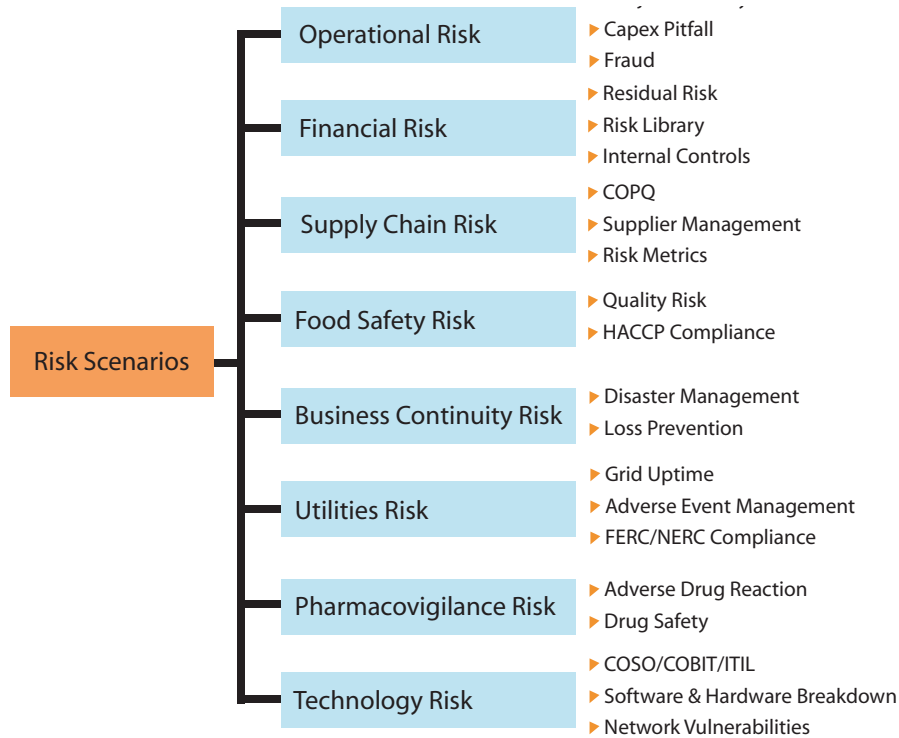 Risk Scenarios
Operational Risk
Capex Pitfall
Fraud
Financial Risk
Residual Risk
Risk Library
Internal Controls
Supply Chain Risk
COPQ
Supplier Management
Risk Metrics
Food Safety Risk
Quality Risk
HACCP Compliance
Business Continuity Risk
Disaster Management
Loss Prevention
Utilities Risk
Grid Uptime
Adverse Event Management
FERC/NERC Compliance
Pharmacovigilance Risk
Adverse Drug Reaction
Drug Safety
Technology Risk
COSO/COBIT/ITIL
Software & Hardware Breakdown
Network Vulnerabilities